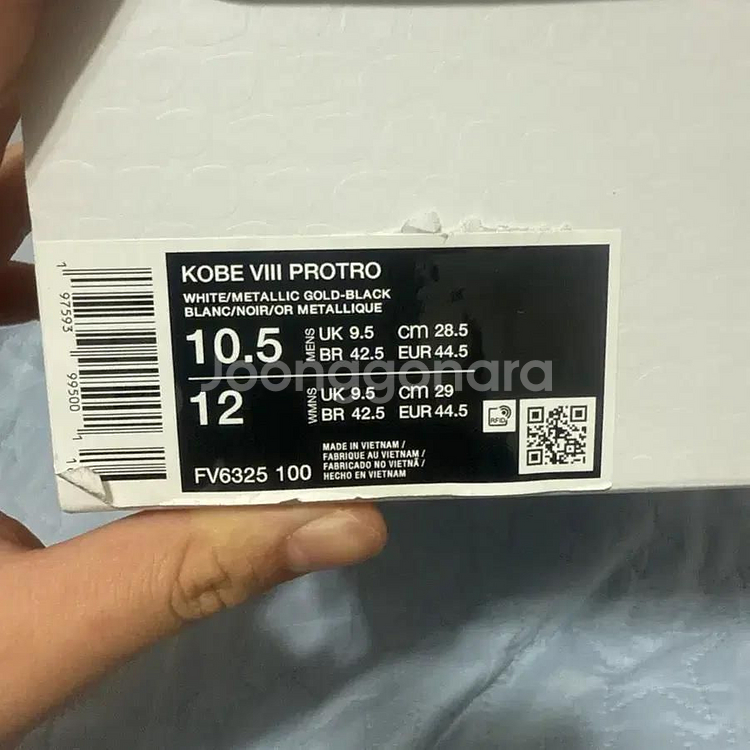 KOBE VIII PROTRO
WHITE/METALLIC GOLD-BLACK
BLANC/NOIR/OR METALLIQUE
10.5 MENS UK 9.5 cm 28.5
BR 42.5 EUR 44.5
12 WMNS UK 9.5 cm 29
BR 42.5 EUR 44.5
RFID
MADE IN VIETNAM /
FABRIQUE AU VIETNAM /
FABRICADO NO VIETNÃ /
HECHO EN VIETNAM
FV6325 100
1 97593 99500 1
Joonggonara